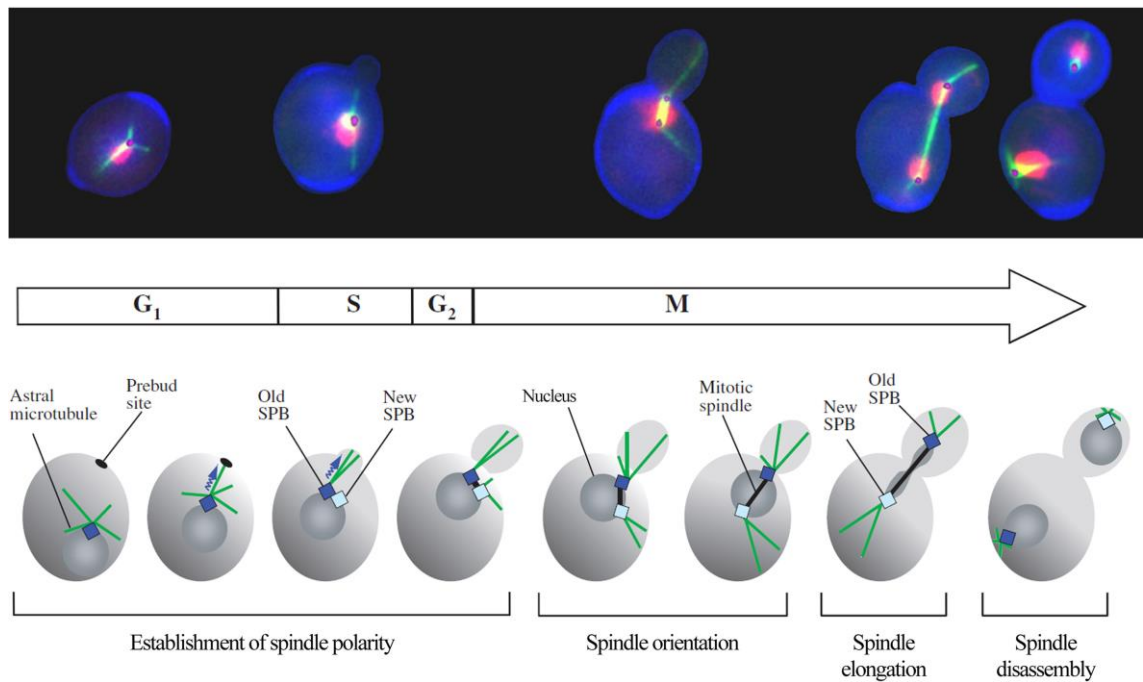 G₁
S
G₂
M
Astral
microtubule
Prebud
site
Old
SPB
New
SPB
Nucleus
Mitotic
spindle
New
SPB
Old
SPB
Establishment of spindle polarity
Spindle orientation
Spindle
elongation
Spindle
disassembly